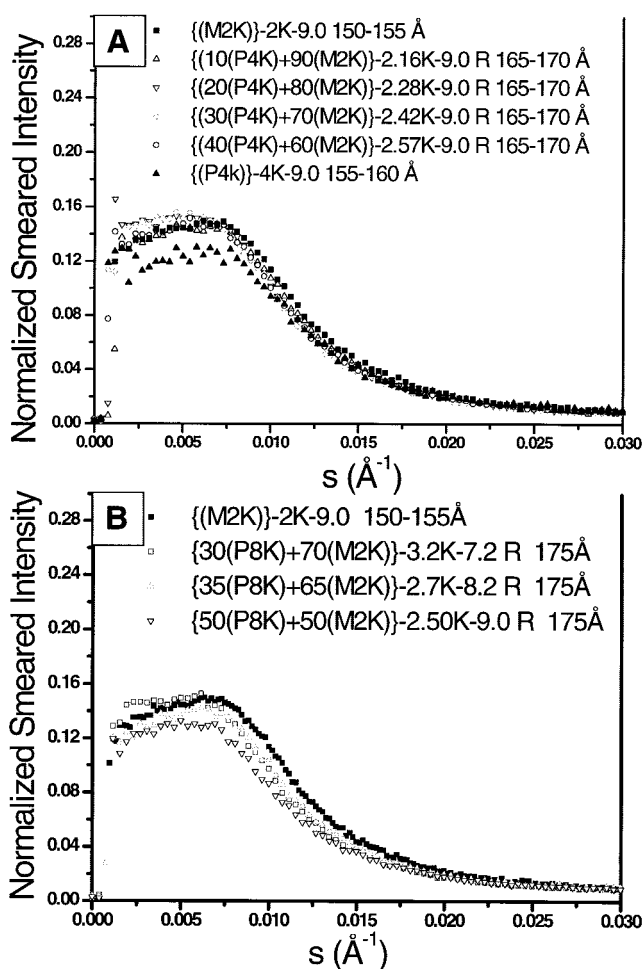 A
0.28
0.24
0.20
0.16
0.12
0.08
0.04
0.00
Normalized Smeared Intensity
{(M2K)}-2K-9.0 150-155 Å
{(10(P4K)+90(M2K)}-2.16K-9.0 R 165-170 Å
{(20(P4K)+80(M2K)}-2.28K-9.0 R 165-170 Å
{(30(P4K)+70(M2K)}-2.42K-9.0 R 165-170 Å
{(40(P4K)+60(M2K)}-2.57K-9.0 R 165-170 Å
{(P4k)}-4K-9.0 155-160 Å
0.000 0.005 0.010 0.015 0.020 0.025 0.030
s (Å⁻¹)
B
0.28
0.24
0.20
0.16
0.12
0.08
0.04
0.00
Normalized Smeared Intensity
{(M2K)}-2K-9.0 150-155Å
{30(P8K)+70(M2K)}-3.2K-7.2 R 175Å
{35(P8K)+65(M2K)}-2.7K-8.2 R 175Å
{50(P8K)+50(M2K)}-2.50K-9.0 R 175Å
0.000 0.005 0.010 0.015 0.020 0.025 0.030
s (Å⁻¹)